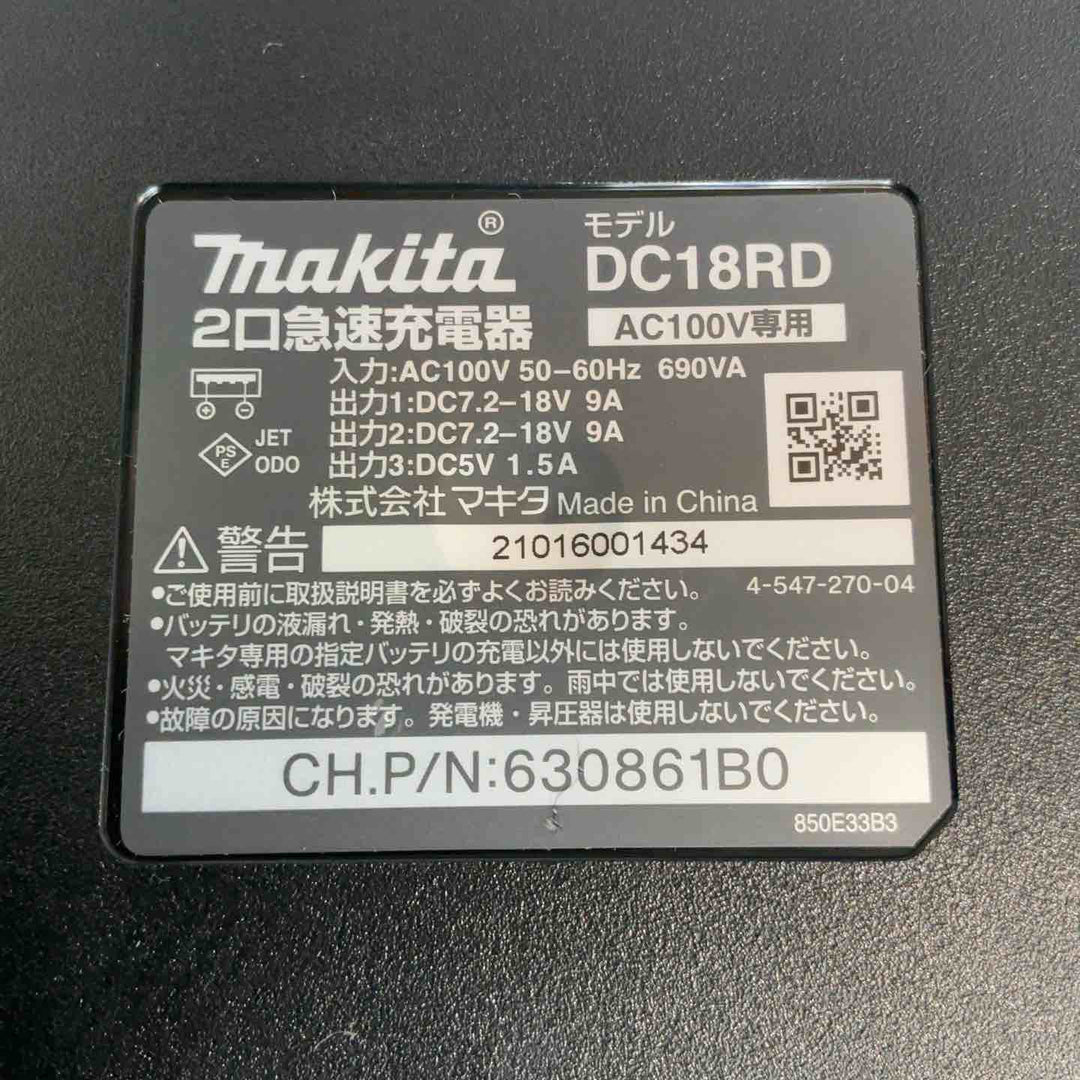 makita®
モデル
DC18RD
2口急速充電器
AC100V専用
入力:AC100V 50–60Hz 690VA
出力1:DC7.2–18V 9A
出力2:DC7.2–18V 9A
出力3:DC5V 1.5A
PS
E
JET
ODO
株式会社マキタ Made in China
警告
21016001434
•ご使用前に取扱説明書を必ずよくお読みください。 4-547-270-04
•バッテリの液漏れ・発熱・破裂の恐れがあります。
マキタ専用の指定バッテリの充電以外には使用しないでください。
•火災・感電・破裂の恐れがあります。雨中では使用しないでください。
•故障の原因になります。発電機・昇圧器は使用しないでください。
CH.P/N:630861B0
850E33B3